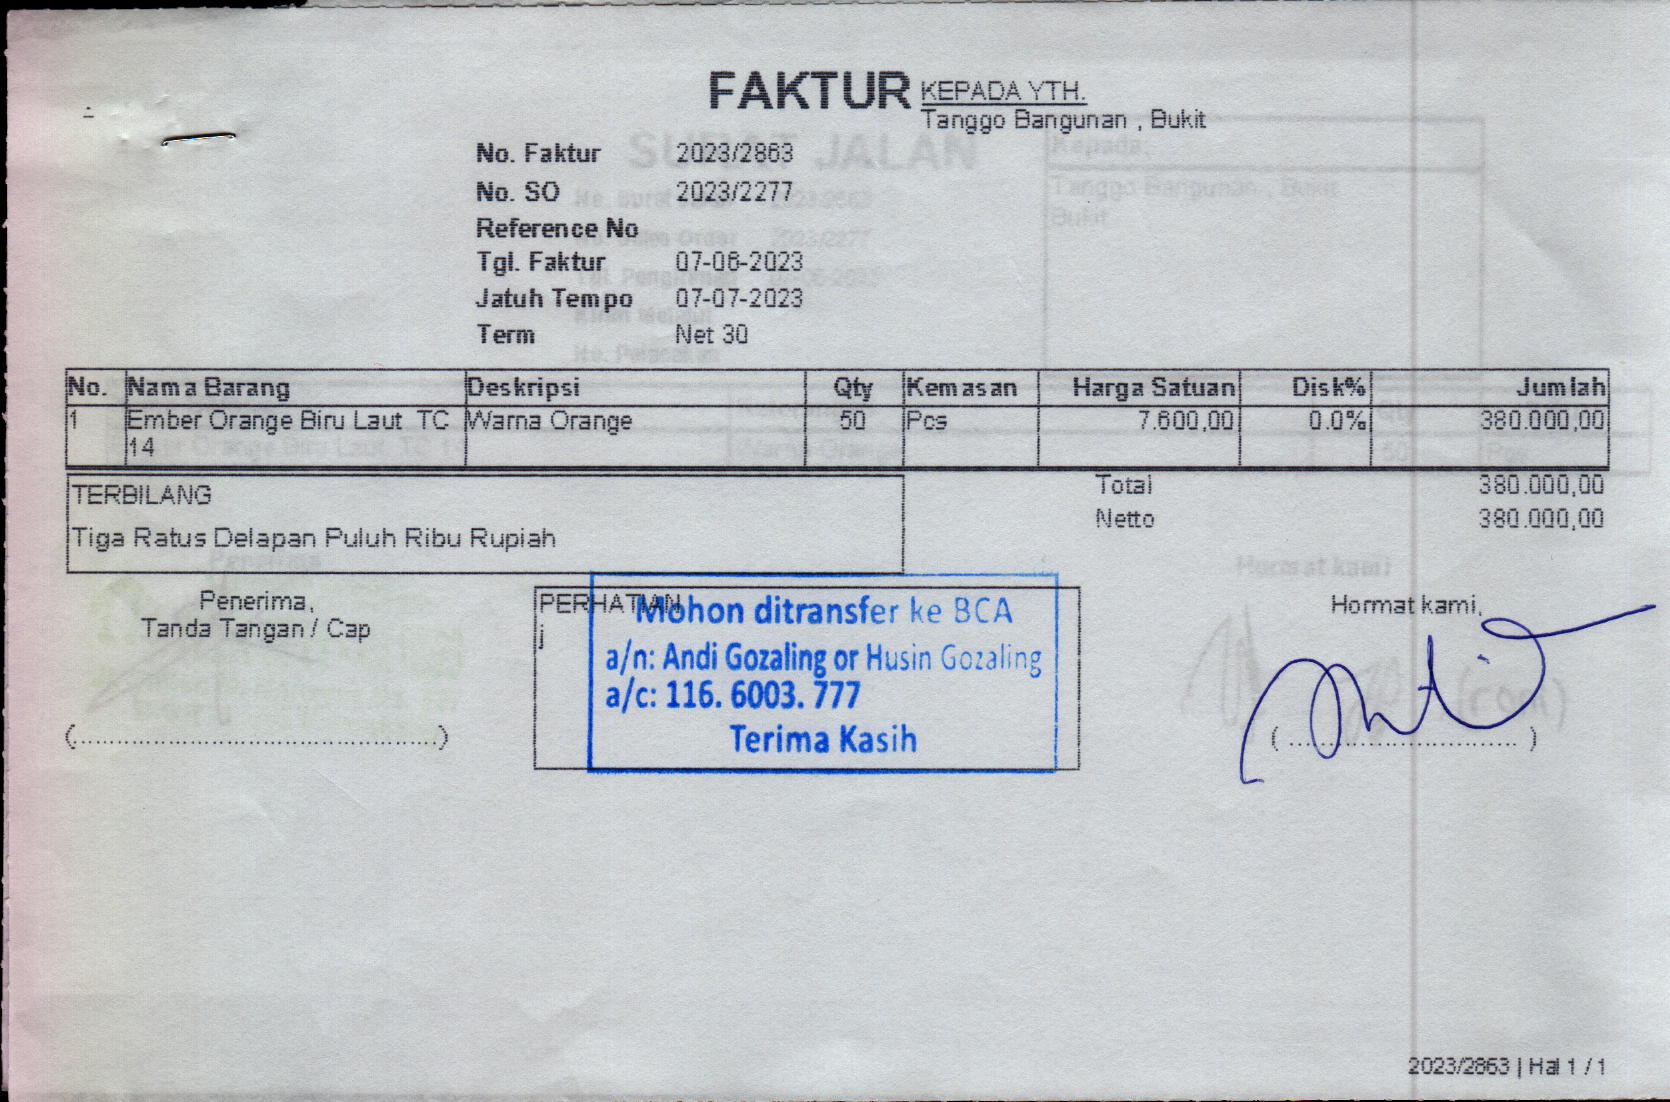 FAKTUR KEPADA YTH.
Tanggo Bangunan , Bukit
No. Faktur 2023/2863
No. SO 2023/2277
Reference No
Tgl. Faktur 07-06-2023
Jatuh Tempo 07-07-2023
Term Net 30
No. Nama Barang Deskripsi Qty Kemasan Harga Satuan Disk% Jumlah
1 Ember Orange Biru Laut TC 14 Warna Orange 50 Pcs 7.600,00 0.0% 380.000,00
Total 380.000,00
Netto 380.000,00
TERBILANG
Tiga Ratus Delapan Puluh Ribu Rupiah
Penerima,
Tanda Tangan / Cap
(...........................................)
PERHATIAN
j
Mohon ditransfer ke BCA
a/n: Andi Gozaling or Husin Gozaling
a/c: 116. 6003. 777
Terima Kasih
Hormat kami,
( ............................... )
2023/2863 | Hal 1 / 1